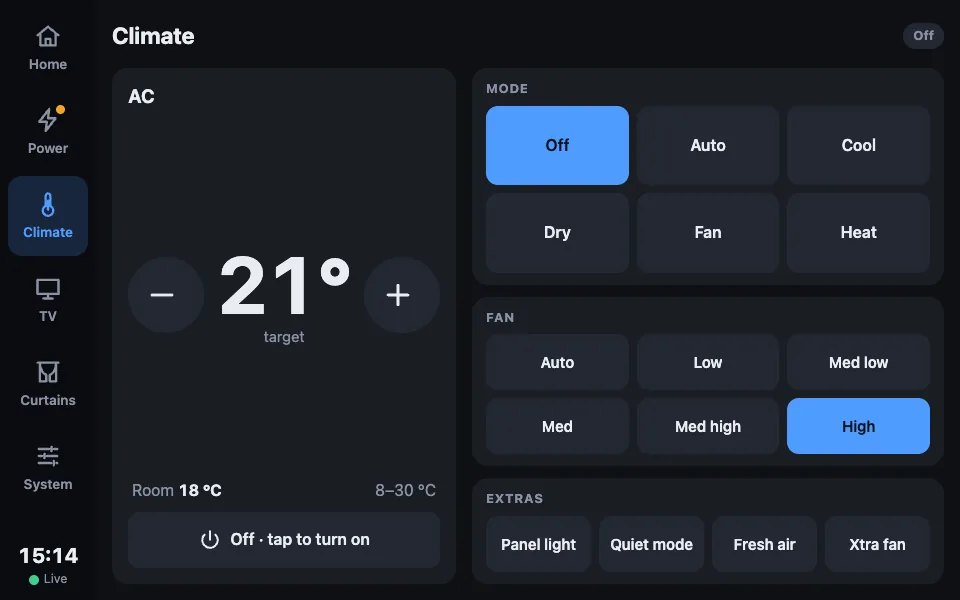 Home
Power
Climate
TV
Curtains
System
15:14
Live
Climate
Off
AC
21°
target
Room 18 °C
8–30 °C
Off · tap to turn on
MODE
Off
Auto
Cool
Dry
Fan
Heat
FAN
Auto
Low
Med low
Med
Med high
High
EXTRAS
Panel light
Quiet mode
Fresh air
Xtra fan